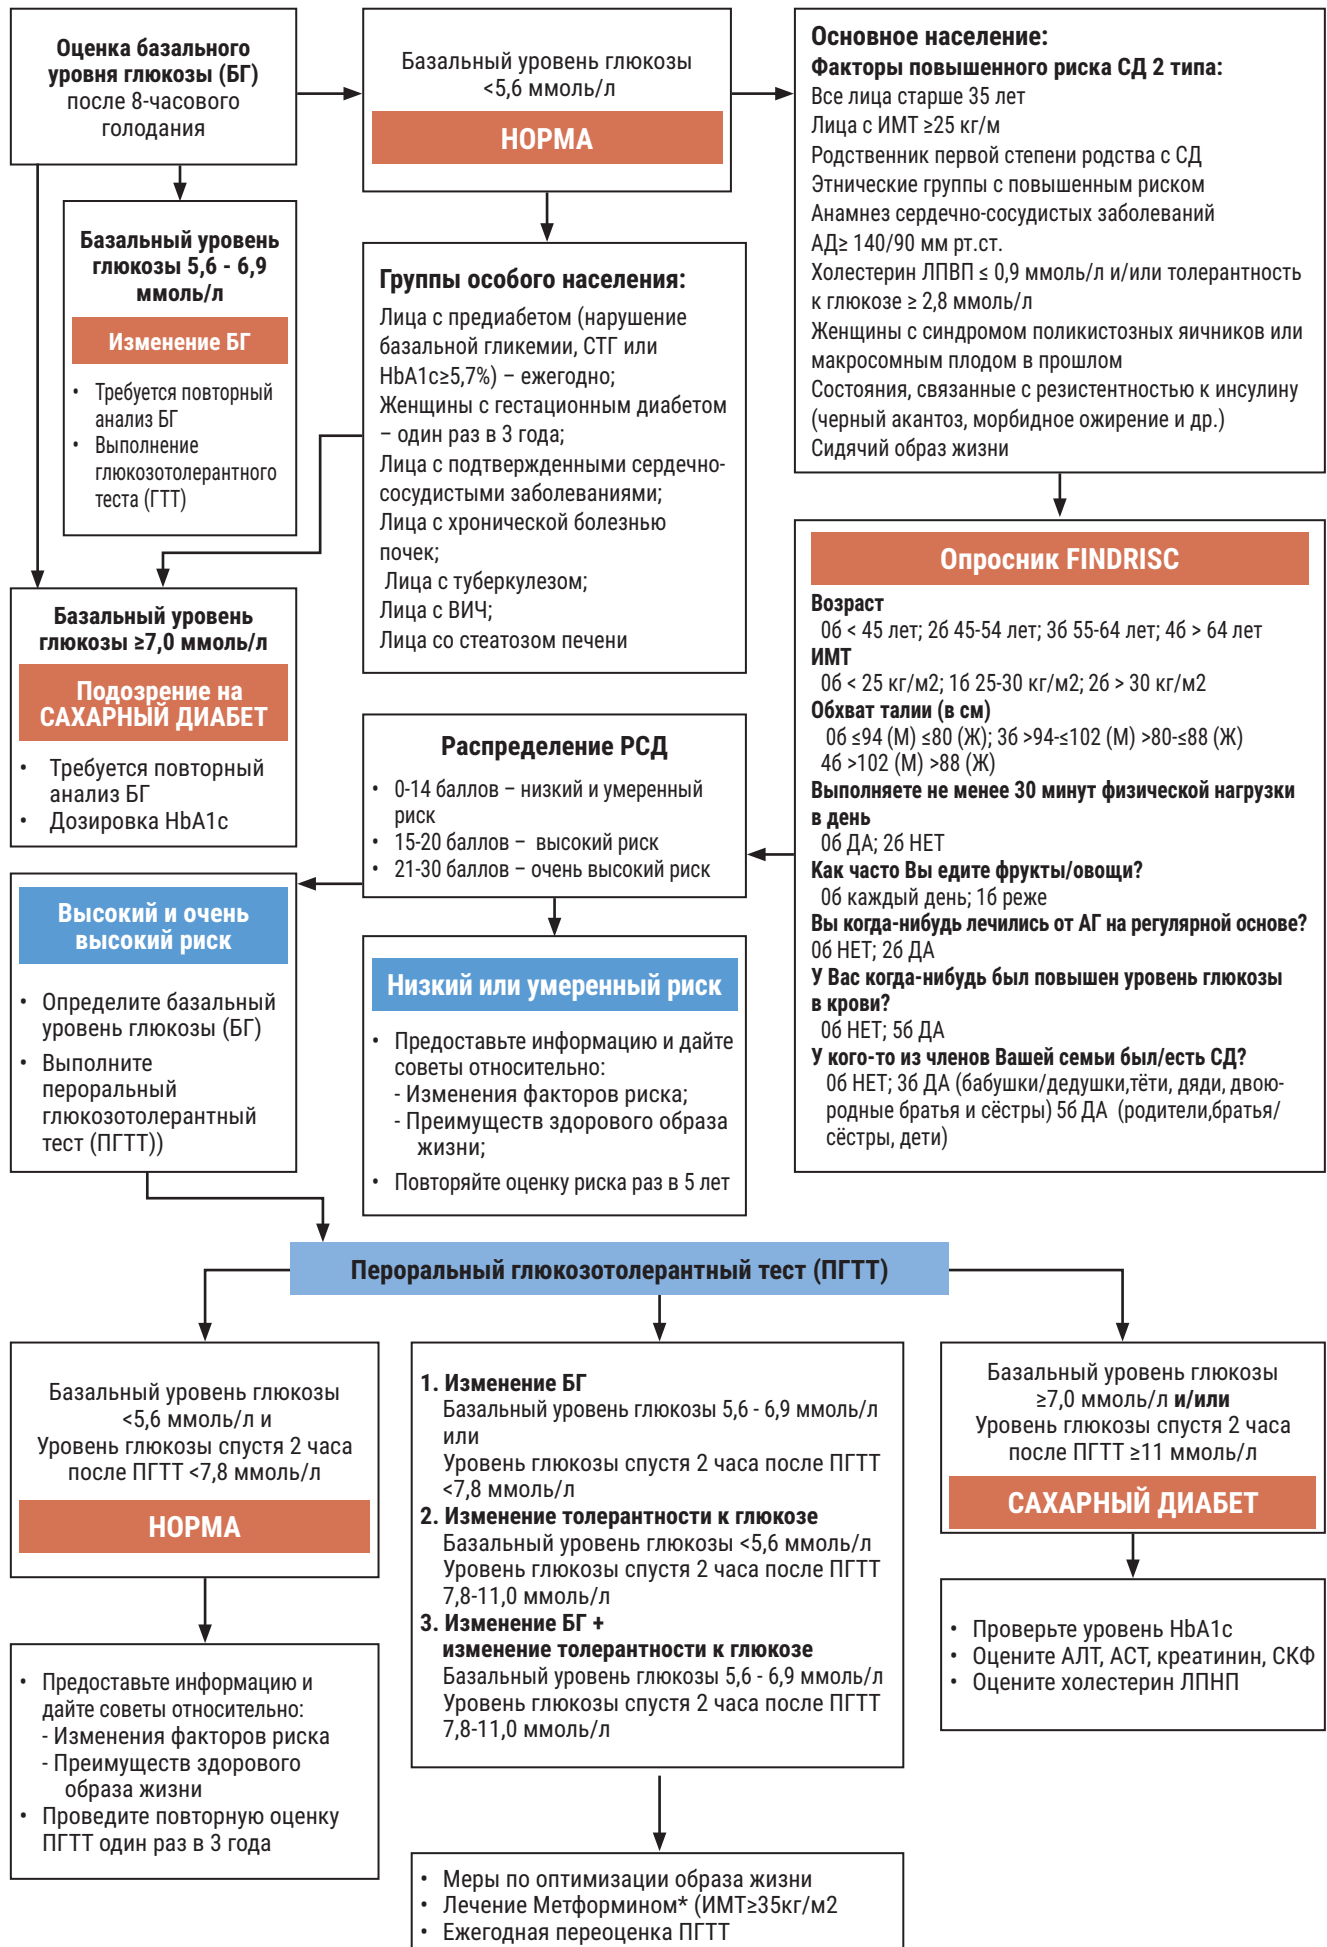 Оценка базального
уровня глюкозы (БГ)
после 8-часового
голодания
Базальный уровень глюкозы
<5,6 ммоль/л
НОРМА
Основное население:
Факторы повышенного риска СД 2 типа:
Все лица старше 35 лет
Лица с ИМТ ≥25 кг/м
Родственник первой степени родства с СД
Этнические группы с повышенным риском
Анамнез сердечно-сосудистых заболеваний
АД≥ 140/90 мм рт.ст.
Холестерин ЛПВП ≤ 0,9 ммоль/л и/или толерантность
к глюкозе ≥ 2,8 ммоль/л
Женщины с синдромом поликистозных яичников или
макросомным плодом в прошлом
Состояния, связанные с резистентностью к инсулину
(черный акантоз, морбидное ожирение и др.)
Сидячий образ жизни
Базальный уровень
глюкозы 5,6 - 6,9
ммоль/л
Изменение БГ
• Требуется повторный
анализ БГ
• Выполнение
глюкозотолерантного
теста (ГТТ)
Группы особого населения:
Лица с предиабетом (нарушение
базальной гликемии, СТГ или
HbA1c≥5,7%) – ежегодно;
Женщины с гестационным диабетом
– один раз в 3 года;
Лица с подтвержденными сердечно-
сосудистыми заболеваниями;
Лица с хронической болезнью
почек;
Лица с туберкулезом;
Лица с ВИЧ;
Лица со стеатозом печени
Базальный уровень
глюкозы ≥7,0 ммоль/л
Подозрение на
САХАРНЫЙ ДИАБЕТ
• Требуется повторный
анализ БГ
• Дозировка HbA1c
Опросник FINDRISC
Возраст
0б < 45 лет; 2б 45-54 лет; 3б 55-64 лет; 4б > 64 лет
ИМТ
0б < 25 кг/м2; 1б 25-30 кг/м2; 2б > 30 кг/м2
Обхват талии (в см)
0б ≤94 (М) ≤80 (Ж); 3б >94-≤102 (М) >80-≤88 (Ж)
4б >102 (М) >88 (Ж)
Выполняете не менее 30 минут физической нагрузки
в день
0б ДА; 2б НЕТ
Как часто Вы едите фрукты/овощи?
0б каждый день; 1б реже
Вы когда-нибудь лечились от АГ на регулярной основе?
0б НЕТ; 2б ДА
У Вас когда-нибудь был повышен уровень глюкозы
в крови?
0б НЕТ; 5б ДА
У кого-то из членов Вашей семьи был/есть СД?
0б НЕТ; 3б ДА (бабушки/дедушки,тёти, дяди, двою-
родные братья и сёстры) 5б ДА (родители,братья/
сёстры, дети)
Распределение РСД
• 0-14 баллов – низкий и умеренный
риск
• 15-20 баллов – высокий риск
• 21-30 баллов – очень высокий риск
Высокий и очень
высокий риск
• Определите базальный
уровень глюкозы (БГ)
• Выполните
пероральный
глюкозотолерантный
тест (ПГТТ))
Низкий или умеренный риск
• Предоставьте информацию и дайте
советы относительно:
- Изменения факторов риска;
- Преимуществ здорового образа
жизни;
• Повторяйте оценку риска раз в 5 лет
Пероральный глюкозотолерантный тест (ПГТТ)
Базальный уровень глюкозы
<5,6 ммоль/л и
Уровень глюкозы спустя 2 часа
после ПГТТ <7,8 ммоль/л
НОРМА
1. Изменение БГ
Базальный уровень глюкозы 5,6 - 6,9 ммоль/л
или
Уровень глюкозы спустя 2 часа после ПГТТ
<7,8 ммоль/л
2. Изменение толерантности к глюкозе
Базальный уровень глюкозы <5,6 ммоль/л
Уровень глюкозы спустя 2 часа после ПГТТ
7,8-11,0 ммоль/л
3. Изменение БГ +
изменение толерантности к глюкозе
Базальный уровень глюкозы 5,6 - 6,9 ммоль/л
Уровень глюкозы спустя 2 часа после ПГТТ
7,8-11,0 ммоль/л
Базальный уровень глюкозы
≥7,0 ммоль/л и/или
Уровень глюкозы спустя 2 часа
после ПГТТ ≥11 ммоль/л
САХАРНЫЙ ДИАБЕТ
• Проверьте уровень HbA1c
• Оцените АЛТ, АСТ, креатинин, СКФ
• Оцените холестерин ЛПНП
• Предоставьте информацию и
дайте советы относительно:
- Изменения факторов риска
- Преимуществ здорового
образа жизни
• Проведите повторную оценку
ПГТТ один раз в 3 года
• Меры по оптимизации образа жизни
• Лечение Метформином* (ИМТ≥35кг/м2
• Ежегодная переоценка ПГТТ